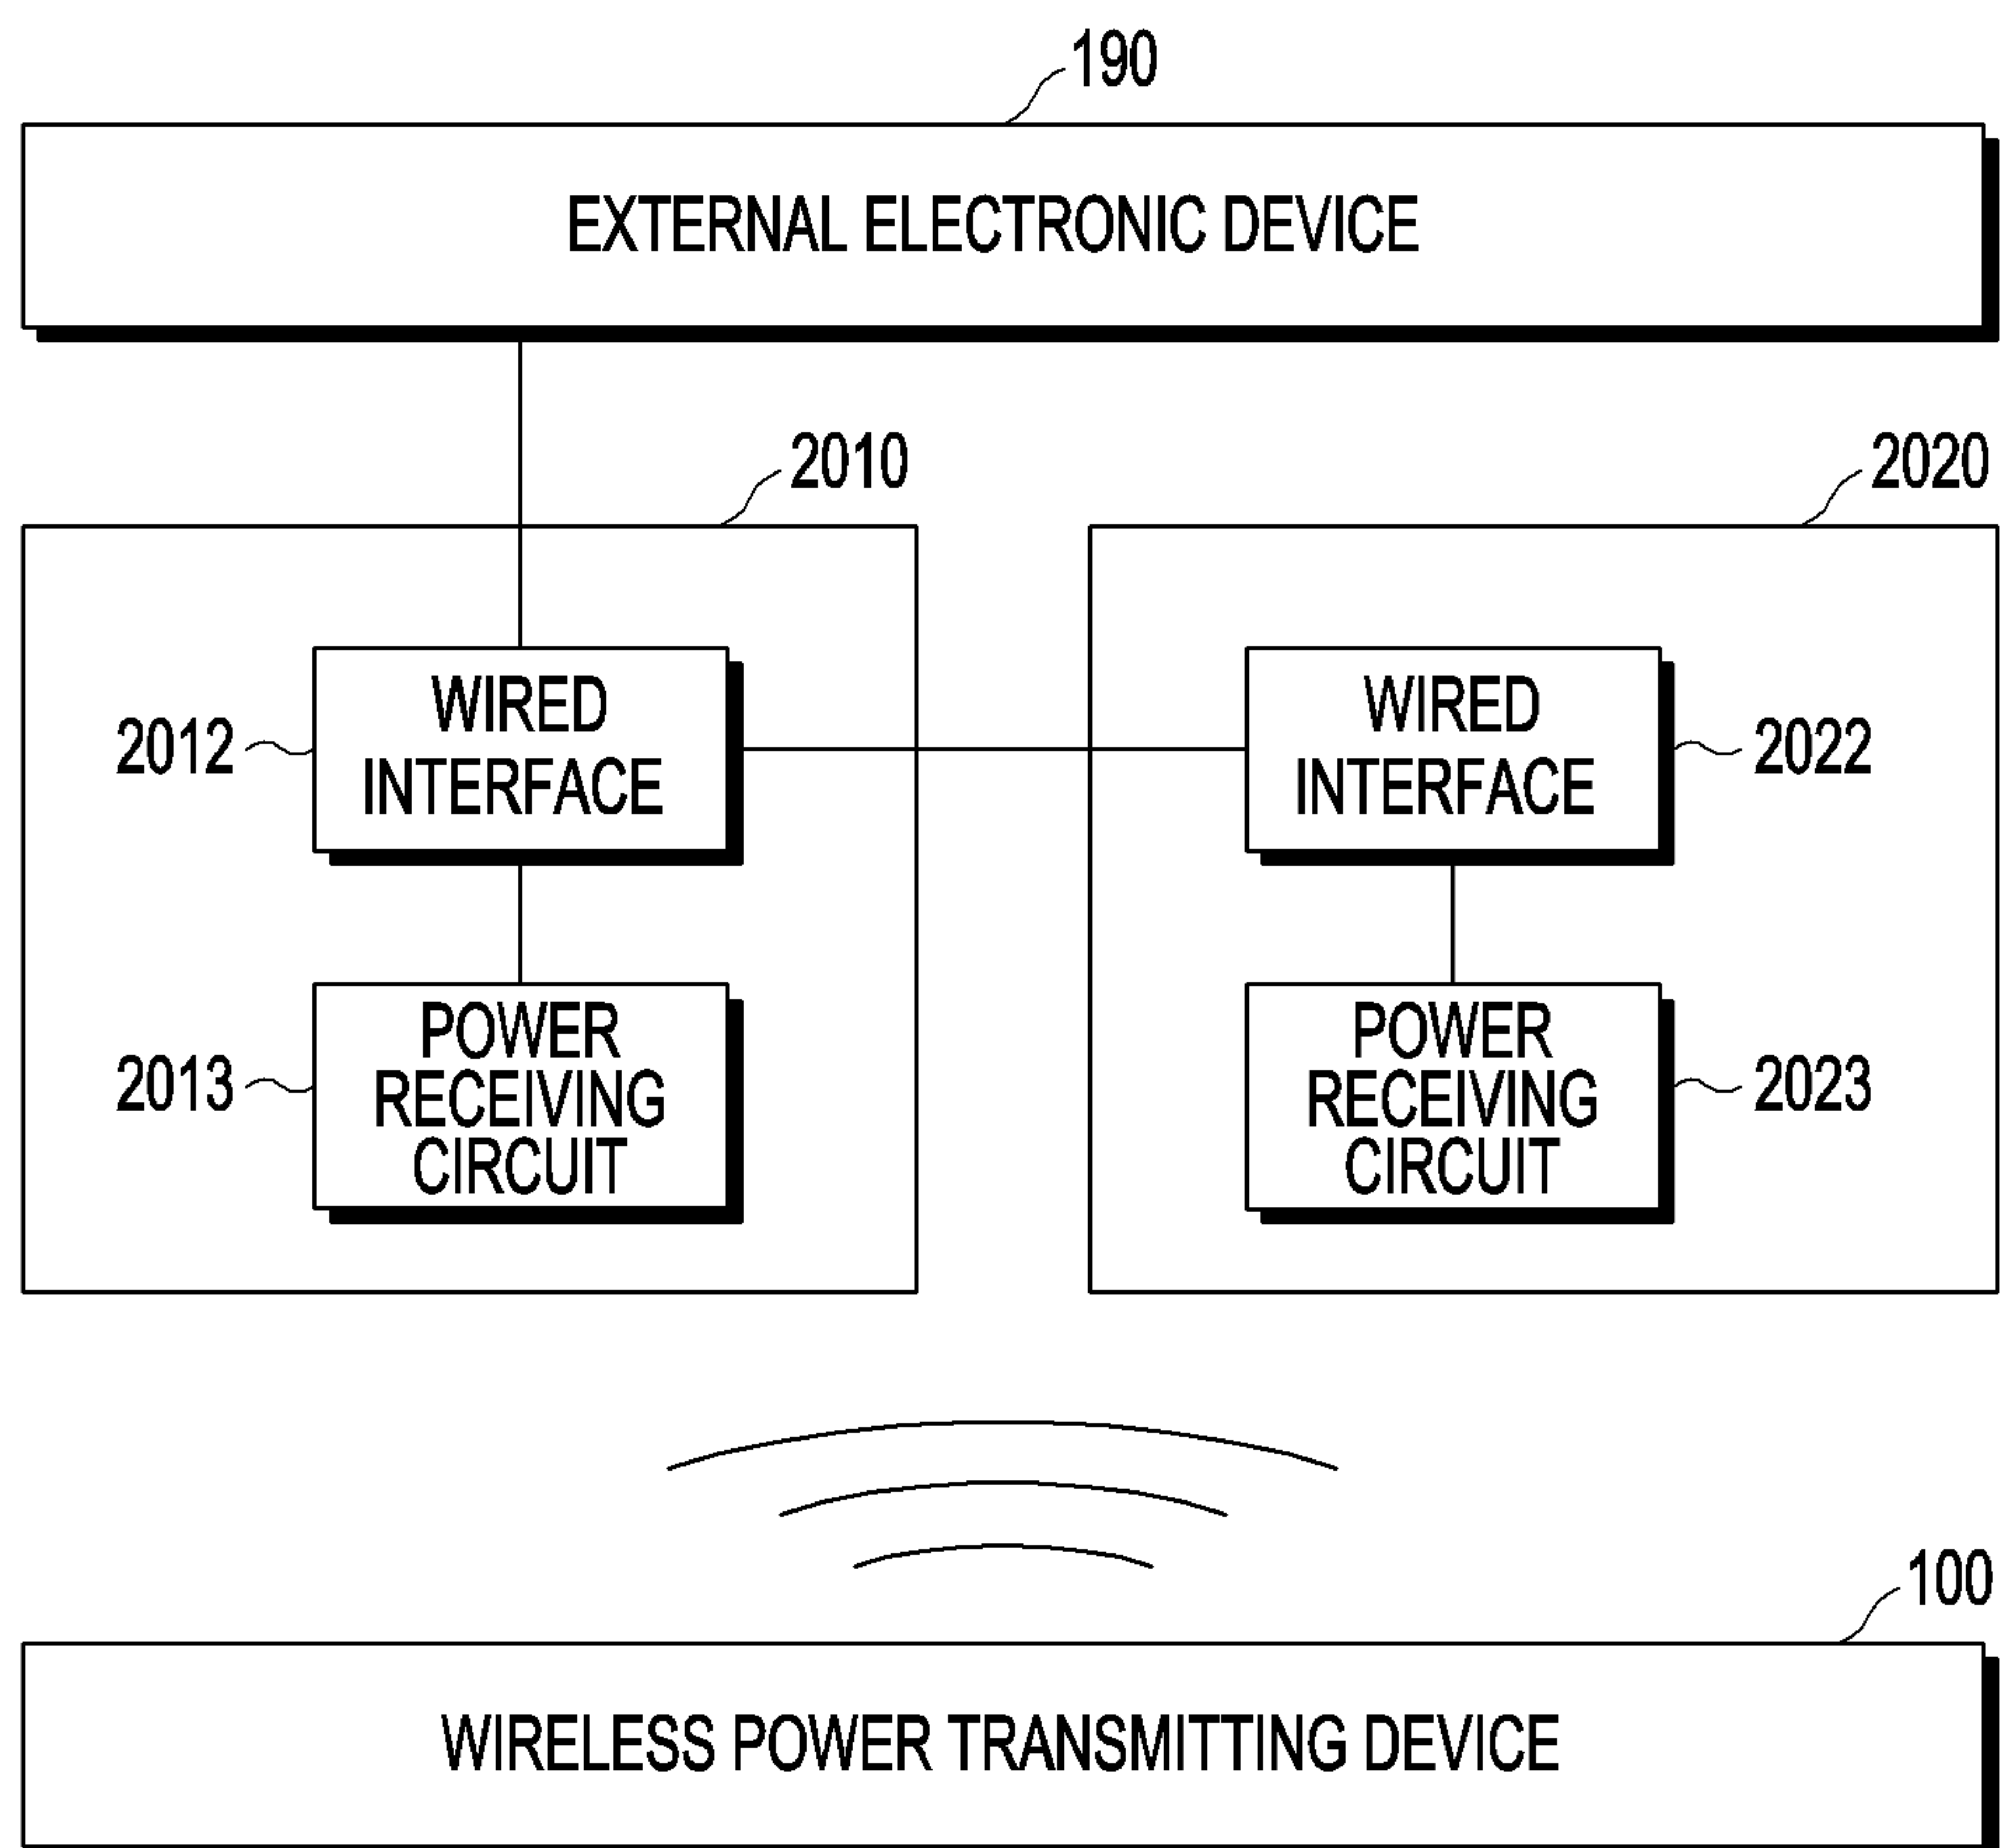 190
EXTERNAL ELECTRONIC DEVICE
2010
2020
WIRED
INTERFACE
2012
WIRED
INTERFACE
2022
POWER
RECEIVING
CIRCUIT
2013
POWER
RECEIVING
CIRCUIT
2023
100
WIRELESS POWER TRANSMITTING DEVICE